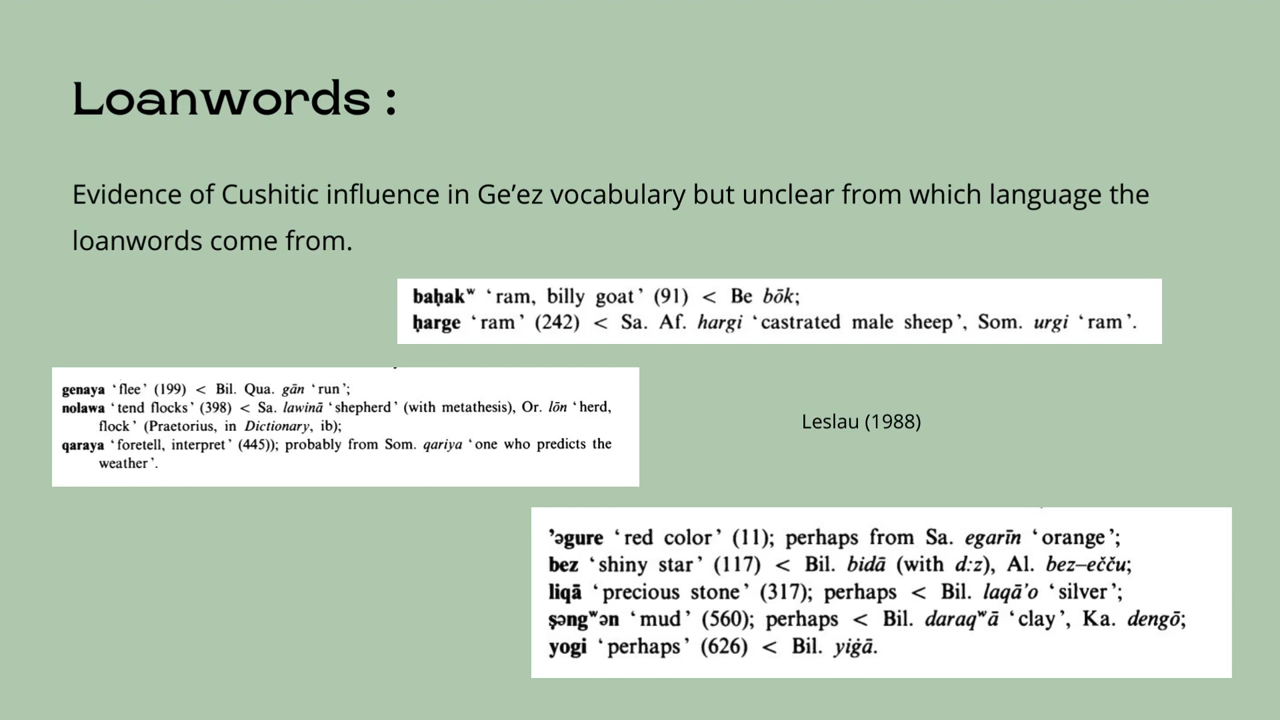 Loanwords :
Evidence of Cushitic influence in Ge’ez vocabulary but unclear from which language the
loanwords come from.
baḥakʷ ‘ram, billy goat’ (91) < Be bōk;
ḥarge ‘ram’ (242) < Sa. Af. hargi ‘castrated male sheep’, Som. urgi ‘ram’.
genaya ‘flee’ (199) < Bil. Qua. gān ‘run’;
nolawa ‘tend flocks’ (398) < Sa. lawinā ‘shepherd’ (with metathesis), Or. lōn ‘herd,
flock’ (Praetorius, in Dictionary, ib);
qaraya ‘foretell, interpret’ (445)); probably from Som. qariya ‘one who predicts the
weather’.
Leslau (1988)
’əgure ‘red color’ (11); perhaps from Sa. egarīn ‘orange’;
bez ‘shiny star’ (117) < Bil. bidā (with d:z), Al. bez–ečču;
liqā ‘precious stone’ (317); perhaps < Bil. laqā’o ‘silver’;
ṣəngʷən ‘mud’ (560); perhaps < Bil. daraqʷā ‘clay’, Ka. dengō;
yogi ‘perhaps’ (626) < Bil. yiġā.